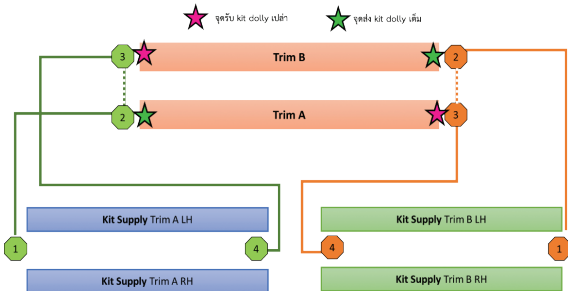 จุดรับ kit dolly เปล่า จุดส่ง kit dolly เต็ม
3 Trim B 2
2 Trim A 3
Kit Supply Trim A LH Kit Supply Trim B LH
1 4 4 1
Kit Supply Trim A RH Kit Supply Trim B RH